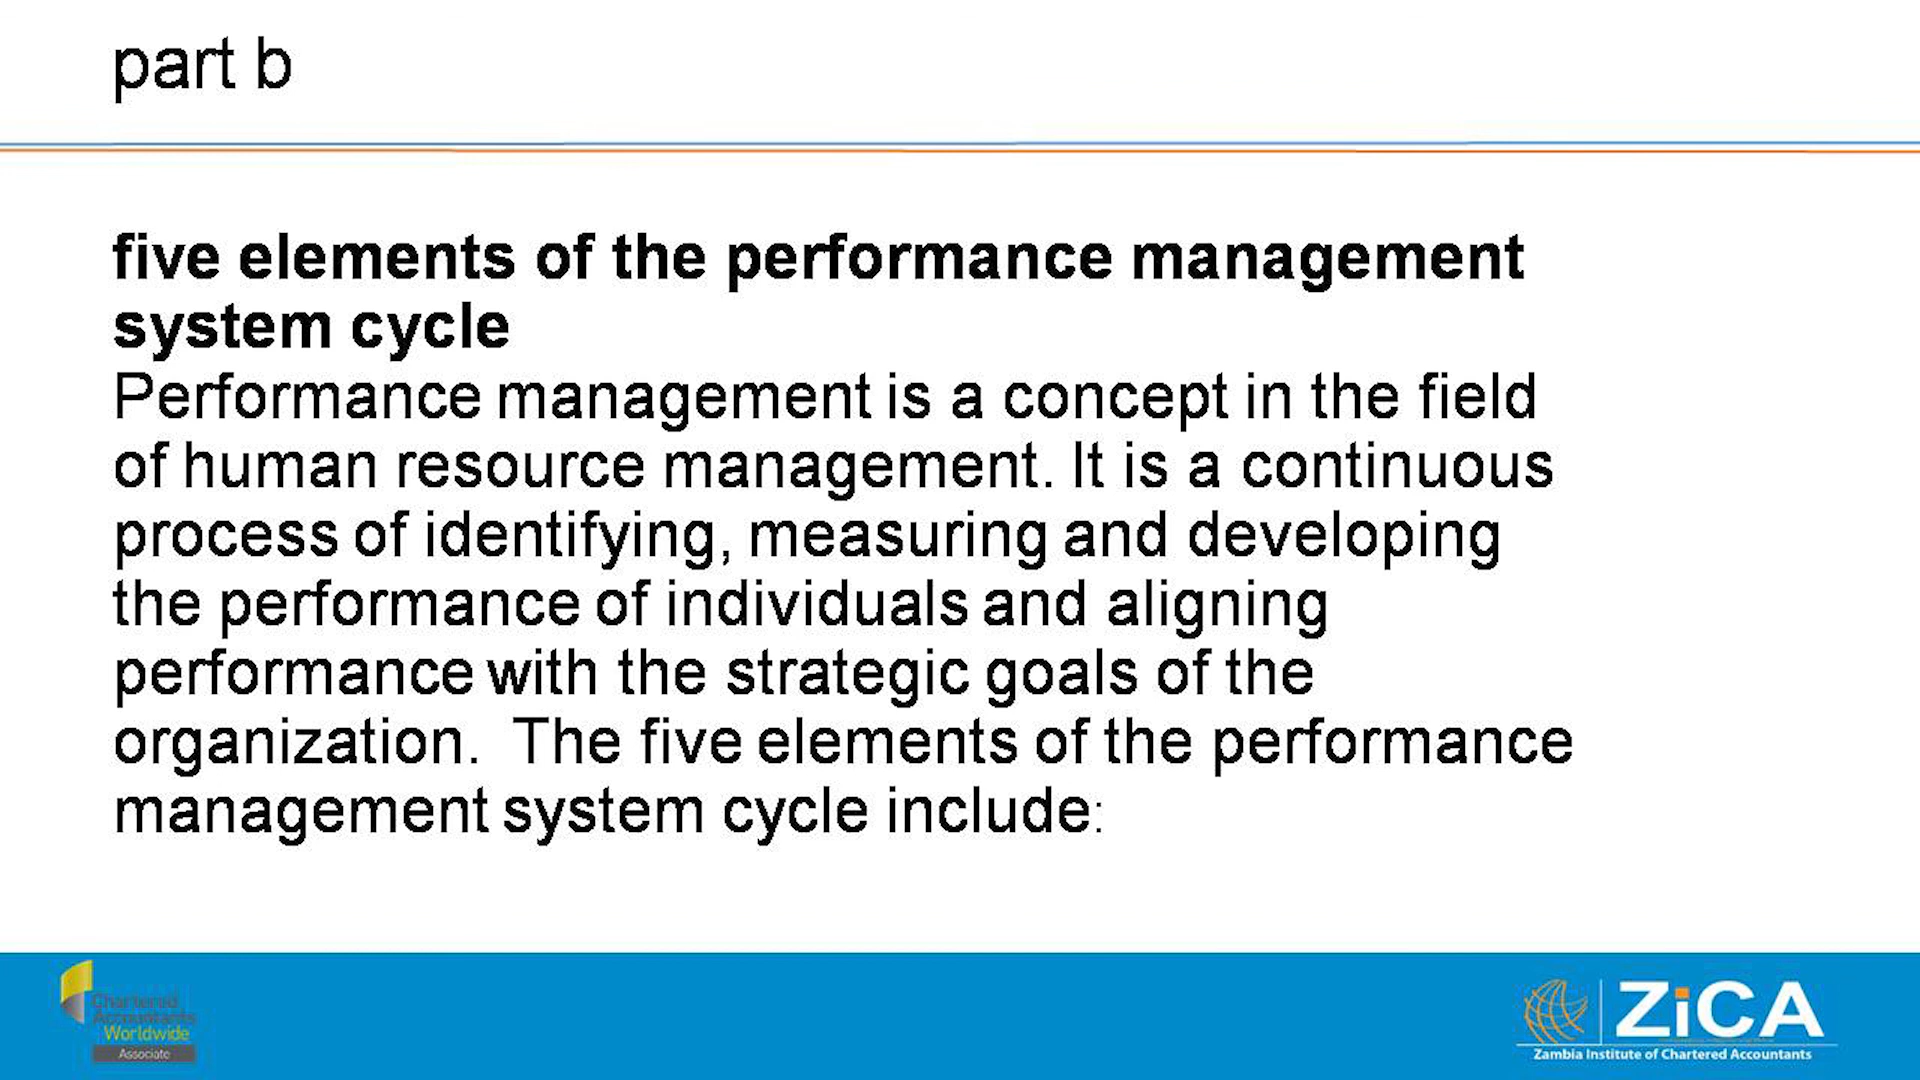 part b
five elements of the performance management
system cycle
Performance management is a concept in the field
of human resource management. It is a continuous
process of identifying, measuring and developing
the performance of individuals and aligning
performance with the strategic goals of the
organization.  The five elements of the performance
management system cycle include:
Chartered
Accountants
Worldwide
Associate
ZiCA
Zambia Institute of Chartered Accountants